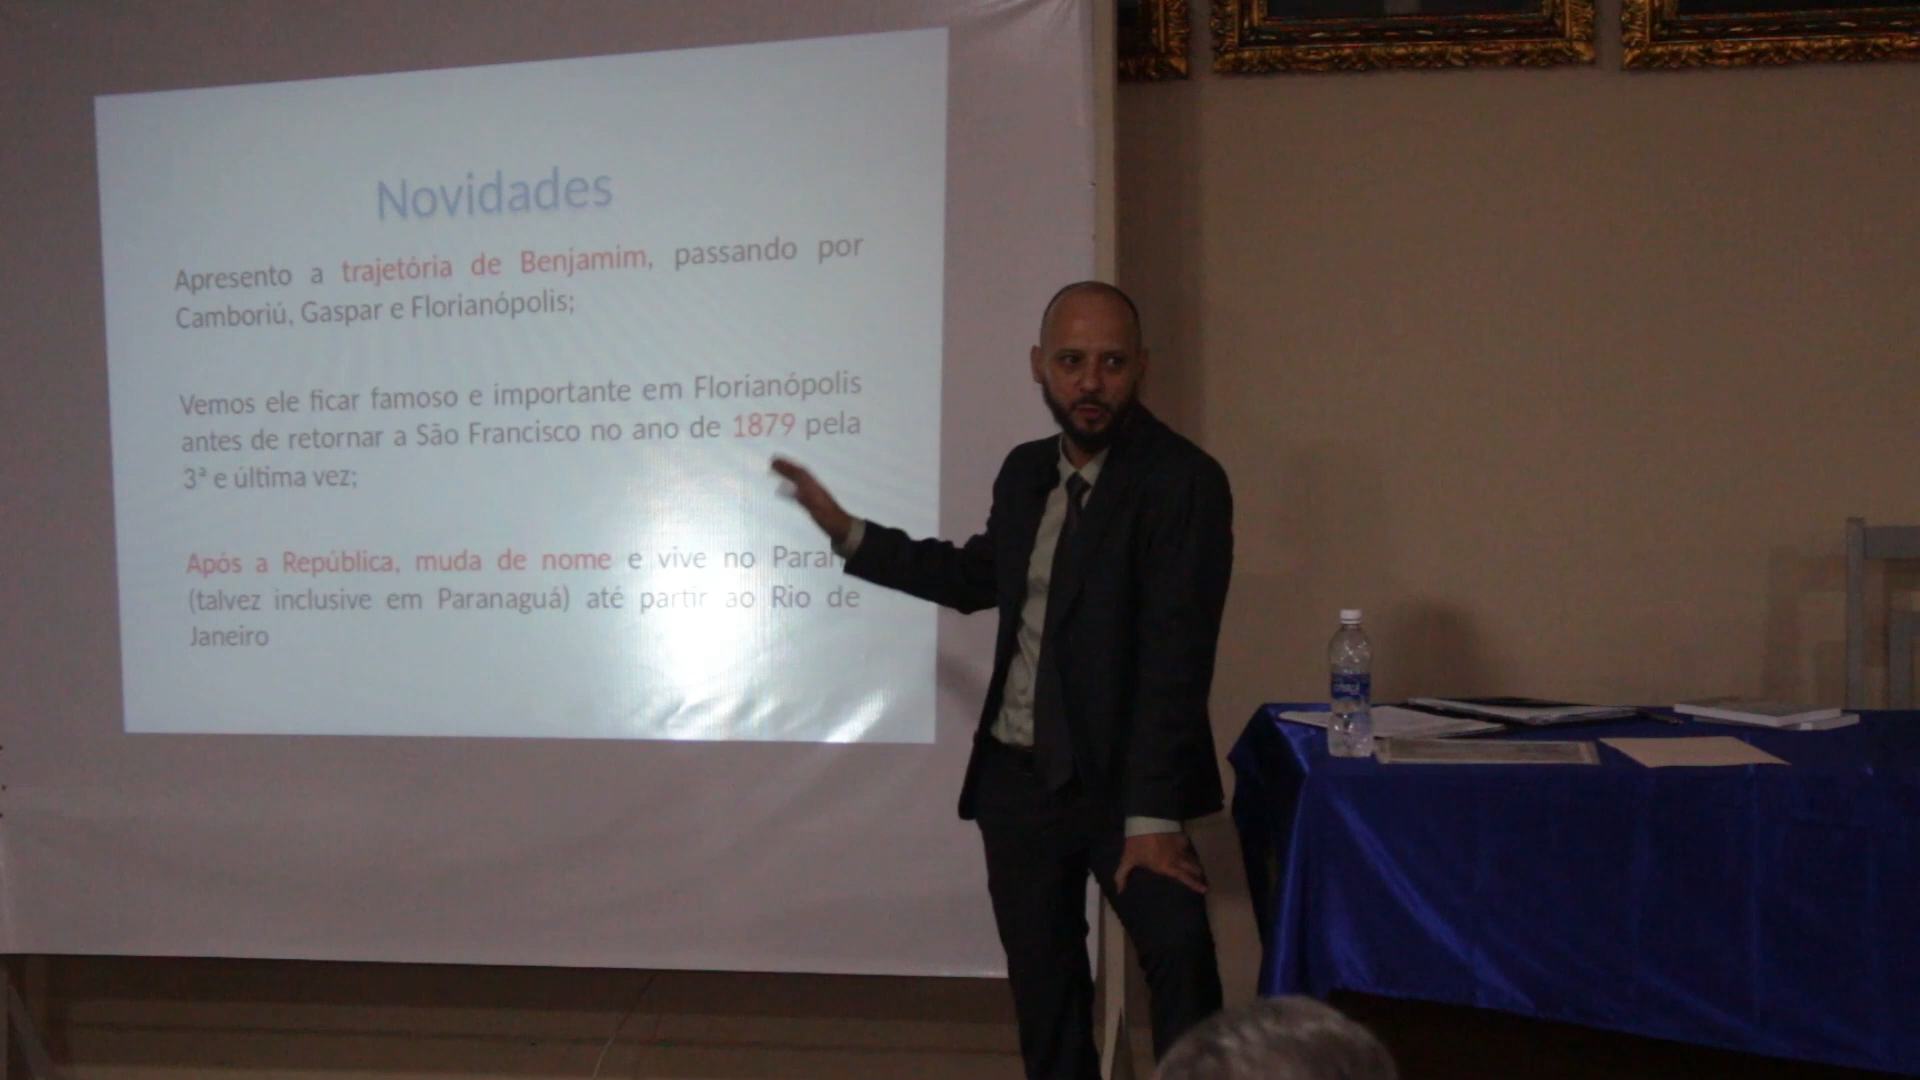 Novidades
Apresento a trajetória de Benjamim, passando por
Camboriú, Gaspar e Florianópolis;
Vemos ele ficar famoso e importante em Florianópolis
antes de retornar a São Francisco no ano de 1879 pela
3ª e última vez;
Após a República, muda de nome e vive no
(talvez inclusive em Paranaguá) até partir ao Rio de
Janeiro